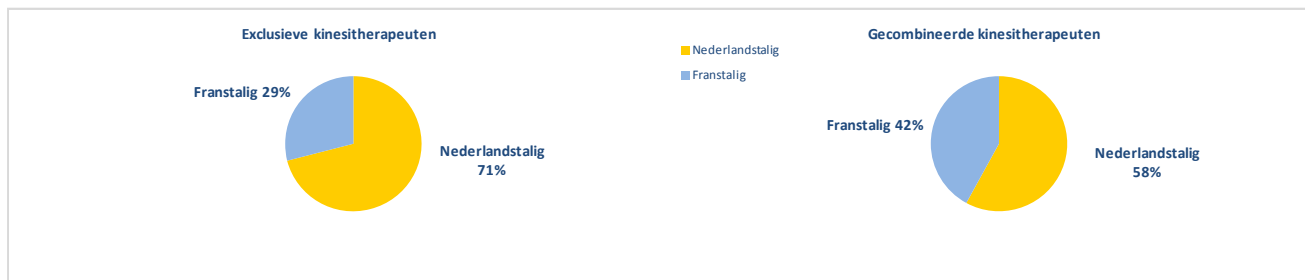 Exclusieve kinesitherapeuten
Franstalig 29%
Nederlandstalig
71%
Nederlandstalig
Franstalig
Gecombineerde kinesitherapeuten
Franstalig 42%
Nederlandstalig
58%